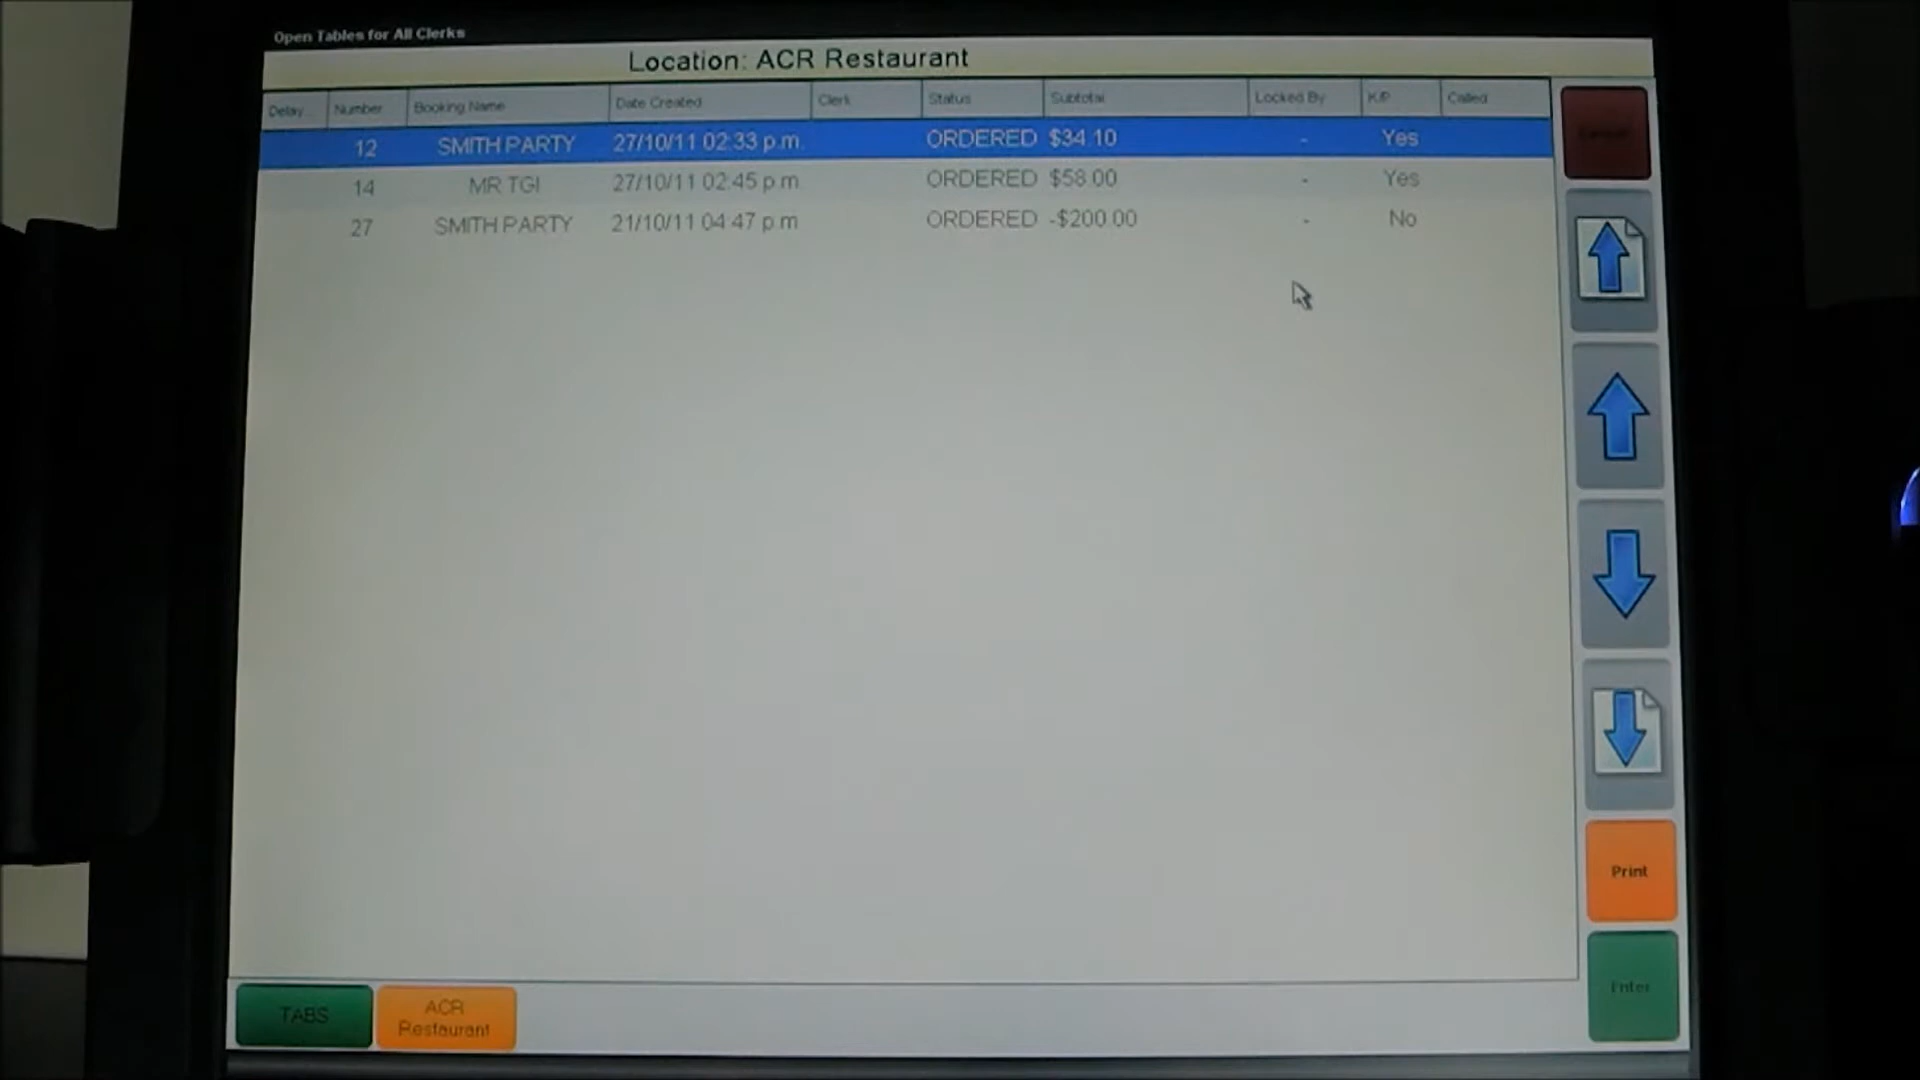 Open Tables for All Clerks
Location: ACR Restaurant
Delay... Number Booking Name Date Created Clerk Status Subtotal Locked By K/P Called
12 SMITH PARTY 27/10/11 02:33 p.m. ORDERED $34.10 - Yes
14 MR TGI 27/10/11 02:45 p.m. ORDERED $58.00 - Yes
27 SMITH PARTY 21/10/11 04:47 p.m. ORDERED -$200.00 - No
Print
Enter
TABS
ACR
Restaurant